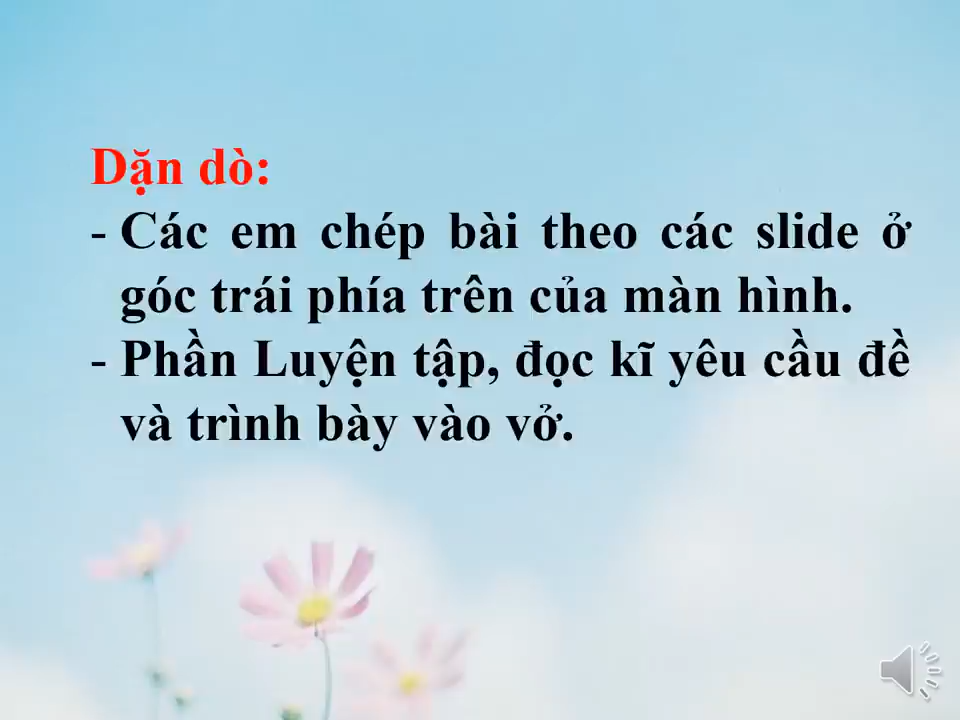 Dặn dò:
- Các em chép bài theo các slide ở
góc trái phía trên của màn hình.
- Phần Luyện tập, đọc kĩ yêu cầu đề
và trình bày vào vở.